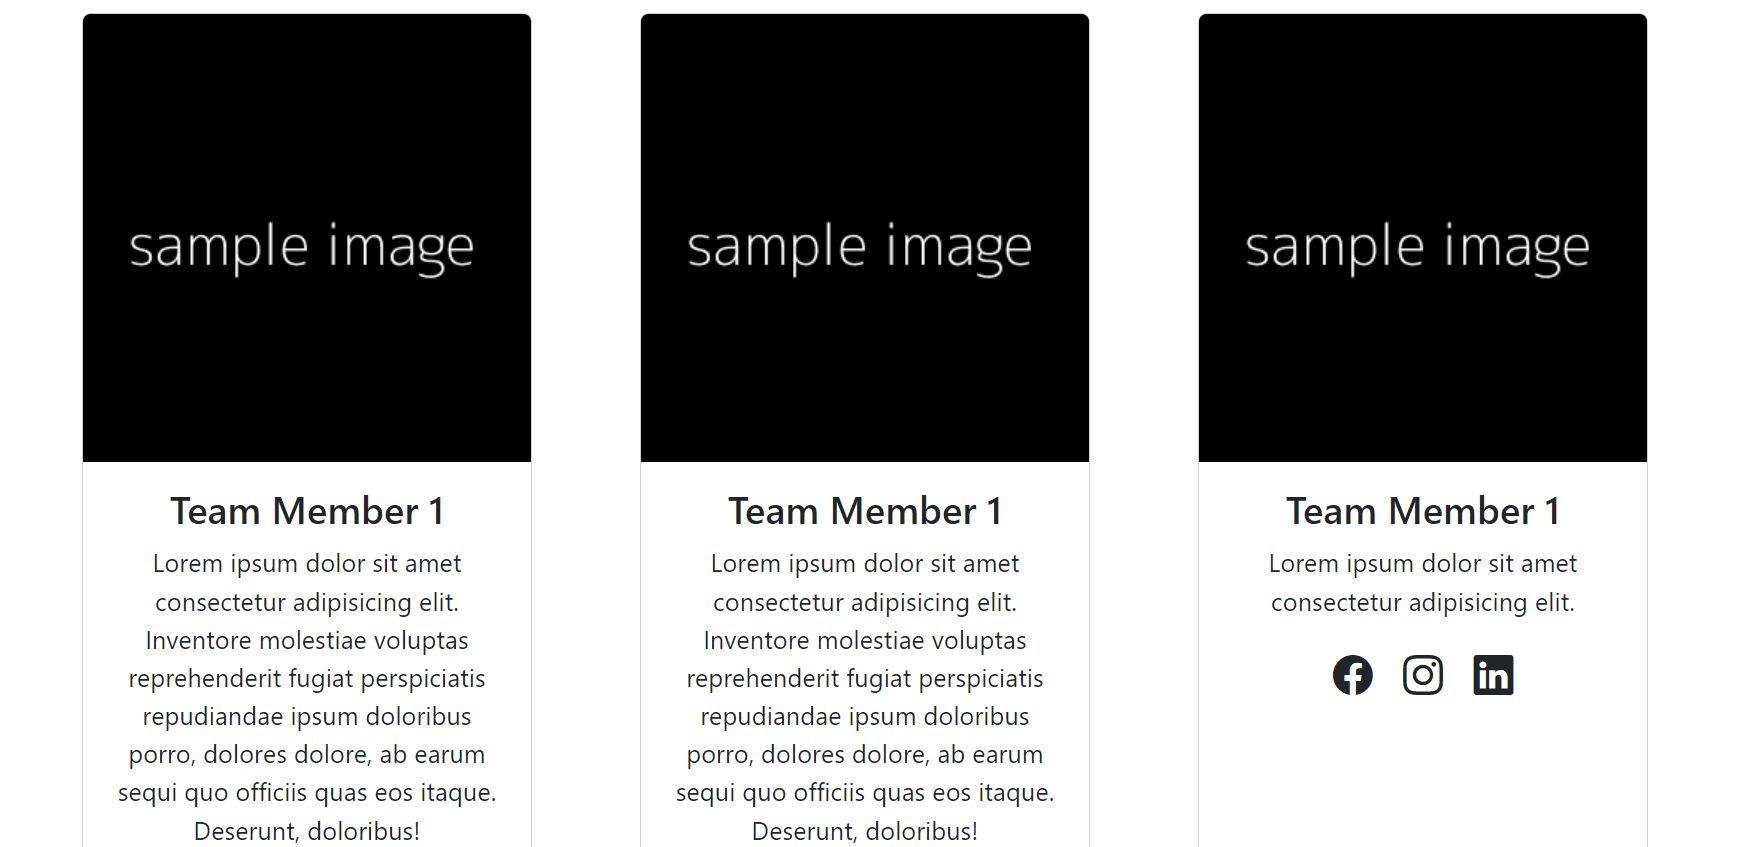 sample image
Team Member 1
Lorem ipsum dolor sit amet
consectetur adipisicing elit.
Inventore molestiae voluptas
reprehenderit fugiat perspiciatis
repudiandae ipsum doloribus
porro, dolores dolore, ab earum
sequi quo officiis quas eos itaque.
Deserunt, doloribus!
sample image
Team Member 1
Lorem ipsum dolor sit amet
consectetur adipisicing elit.
Inventore molestiae voluptas
reprehenderit fugiat perspiciatis
repudiandae ipsum doloribus
porro, dolores dolore, ab earum
sequi quo officiis quas eos itaque.
Deserunt, doloribus!
sample image
Team Member 1
Lorem ipsum dolor sit amet
consectetur adipisicing elit.